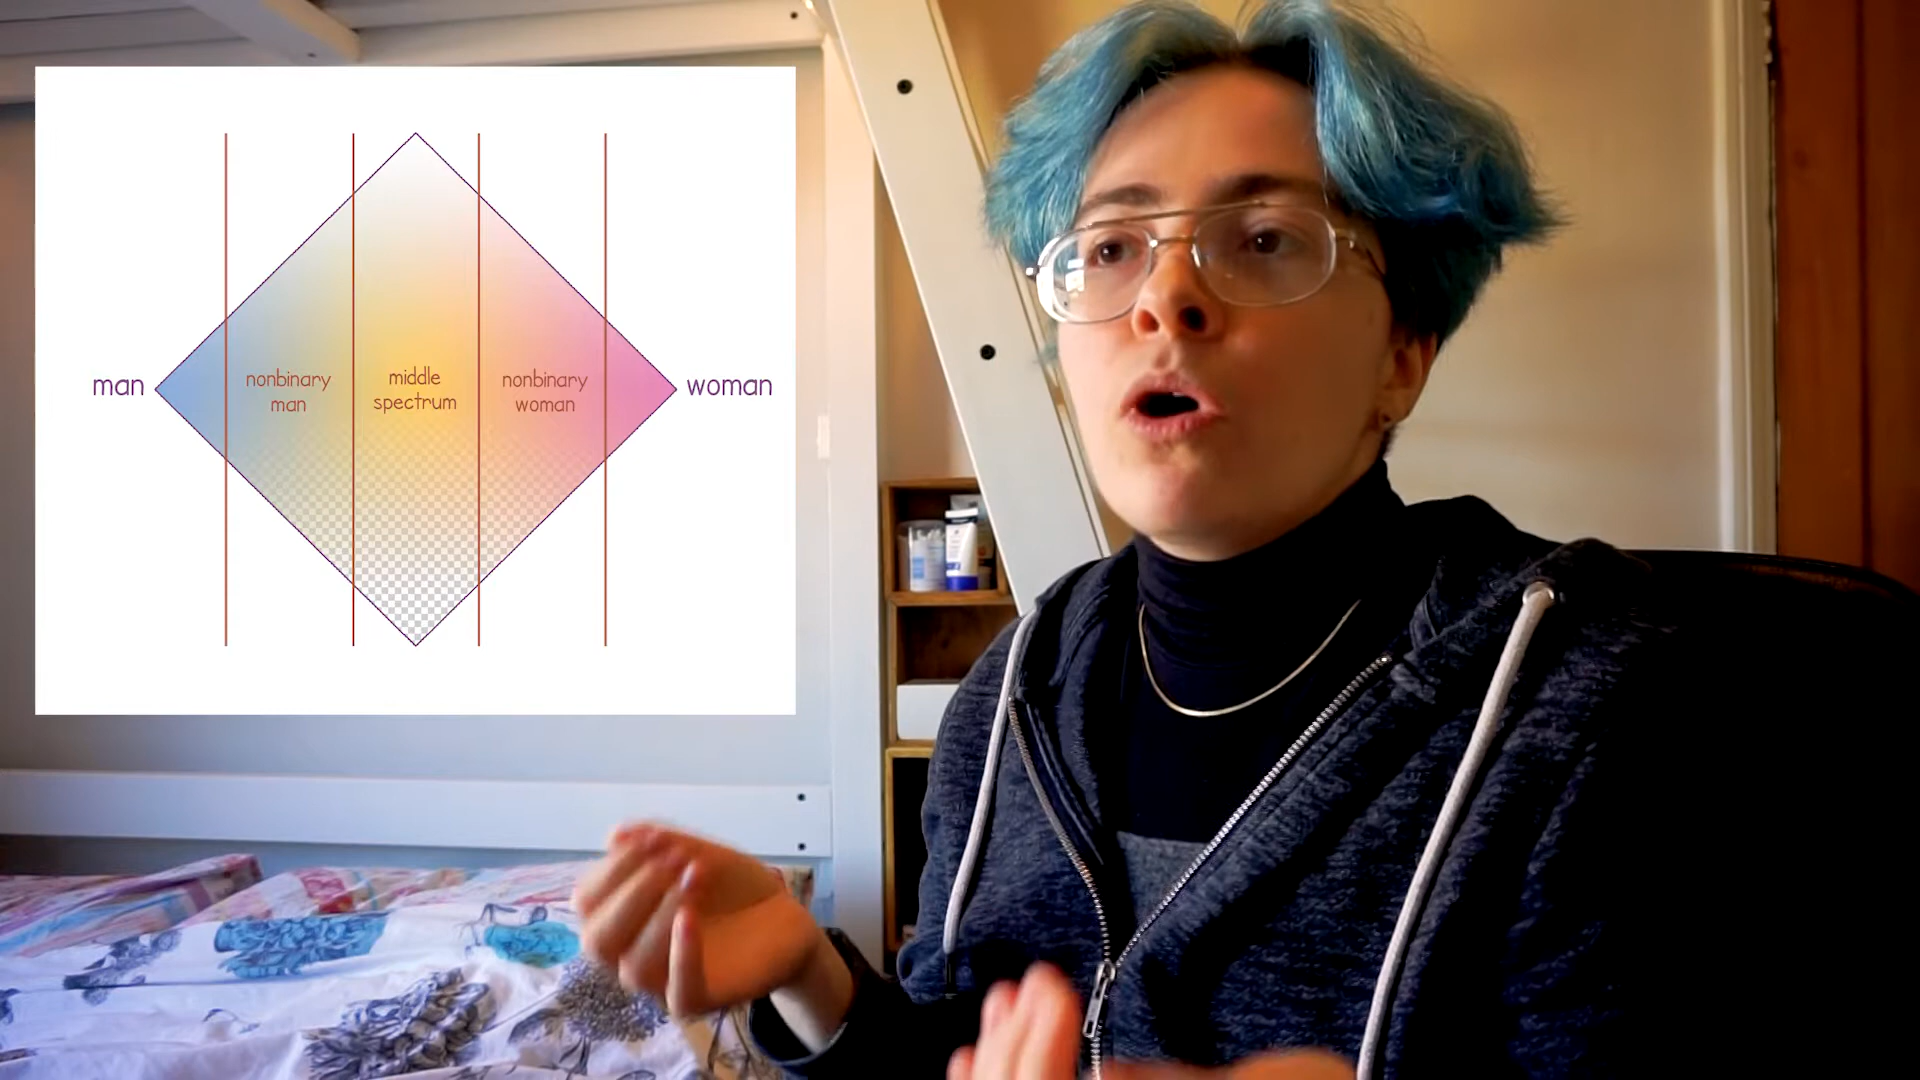 man
nonbinary
man
middle
spectrum
nonbinary
woman
woman